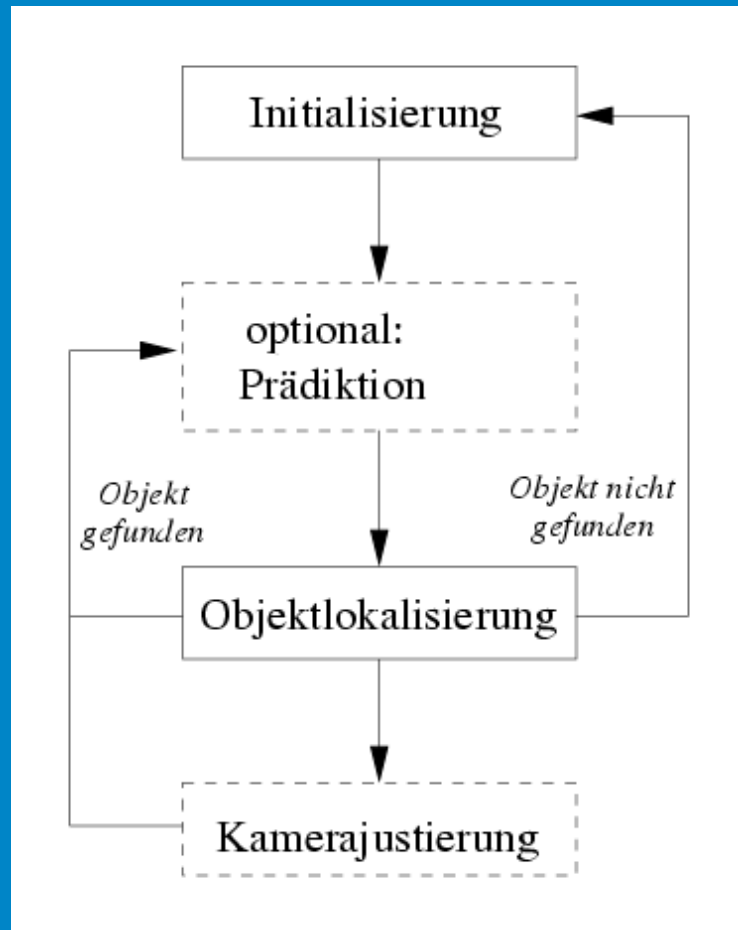 Initialisierung
optional:
Prädiktion
Objekt
gefunden
Objekt nicht
gefunden
Objektlokalisierung
Kamerajustierung